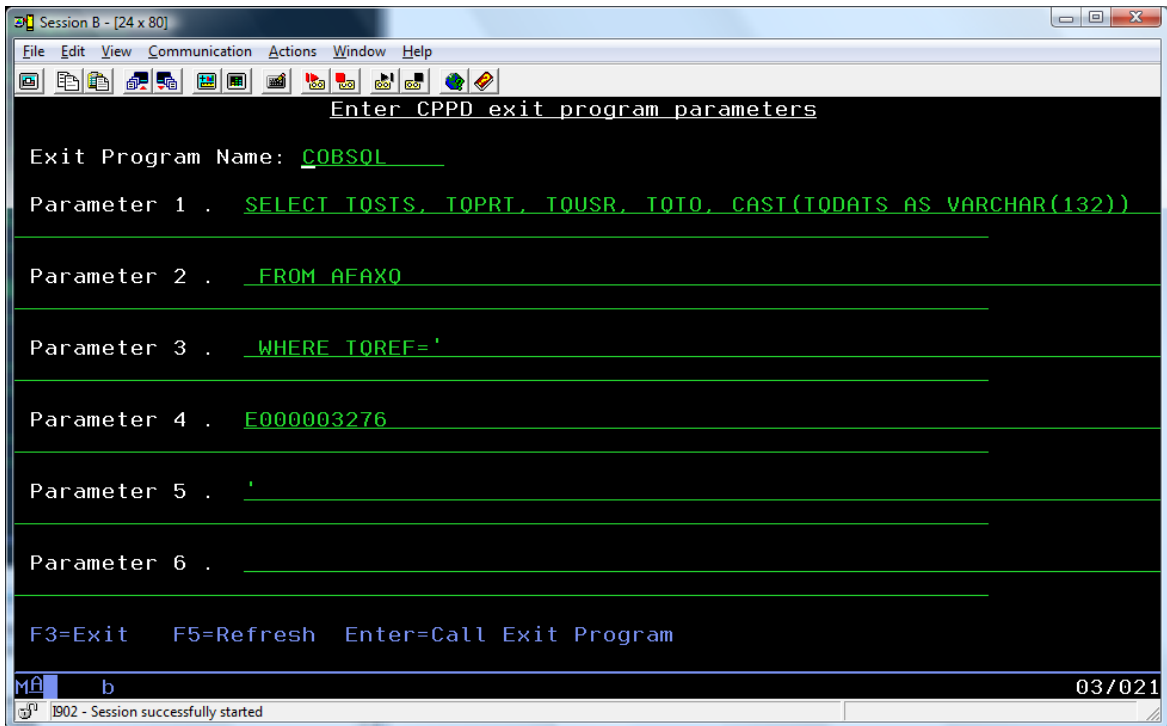 Session B - [24 x 80]
File Edit View Communication Actions Window Help
Enter CPPD exit program parameters
Exit Program Name: COBSQL
Parameter 1 . SELECT TQSTS, TQPRT, TQUSR, TQTO, CAST(TQDATS AS VARCHAR(132))
Parameter 2 . FROM AFAXQ
Parameter 3 . WHERE TQREF='
Parameter 4 . E000003276
Parameter 5 . '
Parameter 6 .
F3=Exit F5=Refresh Enter=Call Exit Program
MA b 03/021
I902 - Session successfully started